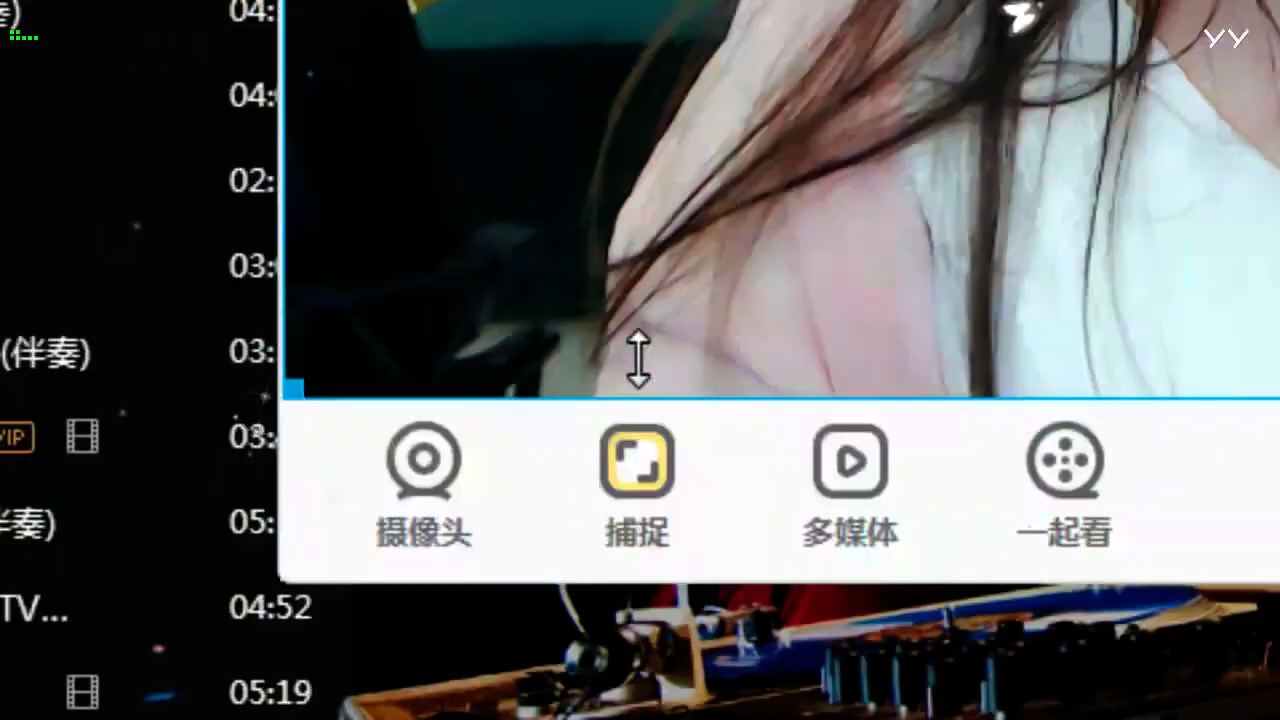 04:
YY
04:
02:
03:
(伴奏)
03:
VIP
03:
摄像头
捕捉
多媒体
一起看
伴奏)
05:
TV...
04:52
05:19